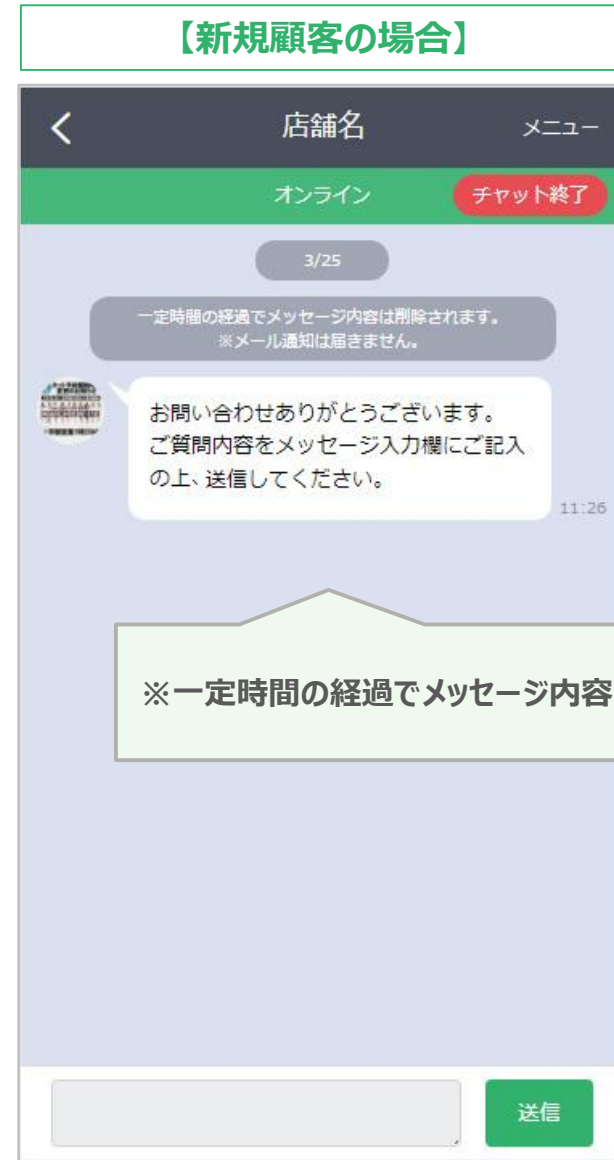 【新規顧客の場合】
店舗名
メニュー
オンライン
チャット終了
3/25
一定時間の経過でメッセージ内容は削除されます。
※メール通知は届きません。
お問い合わせありがとうございます。
ご質問内容をメッセージ入力欄にご記入
の上、送信してください。
11:26
※一定時間の経過でメッセージ内容
送信